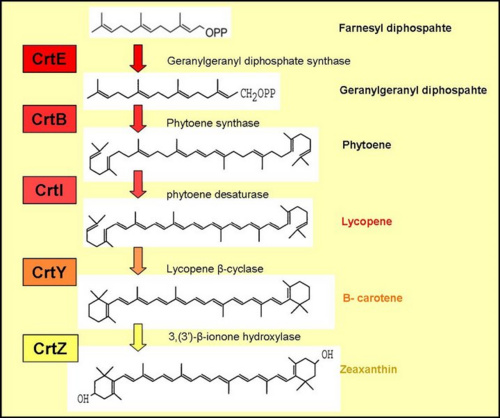 OPP
Farnesyl diphospahte
CrtE
Geranylgeranyl diphosphate synthase
CH₂OPP
Geranylgeranyl diphospahte
CrtB
Phytoene synthase
Phytoene
CrtI
phytoene desaturase
Lycopene
CrtY
Lycopene β-cyclase
B- carotene
CrtZ
3,(3')-β-ionone hydroxylase
OH
Zeaxanthin
OH